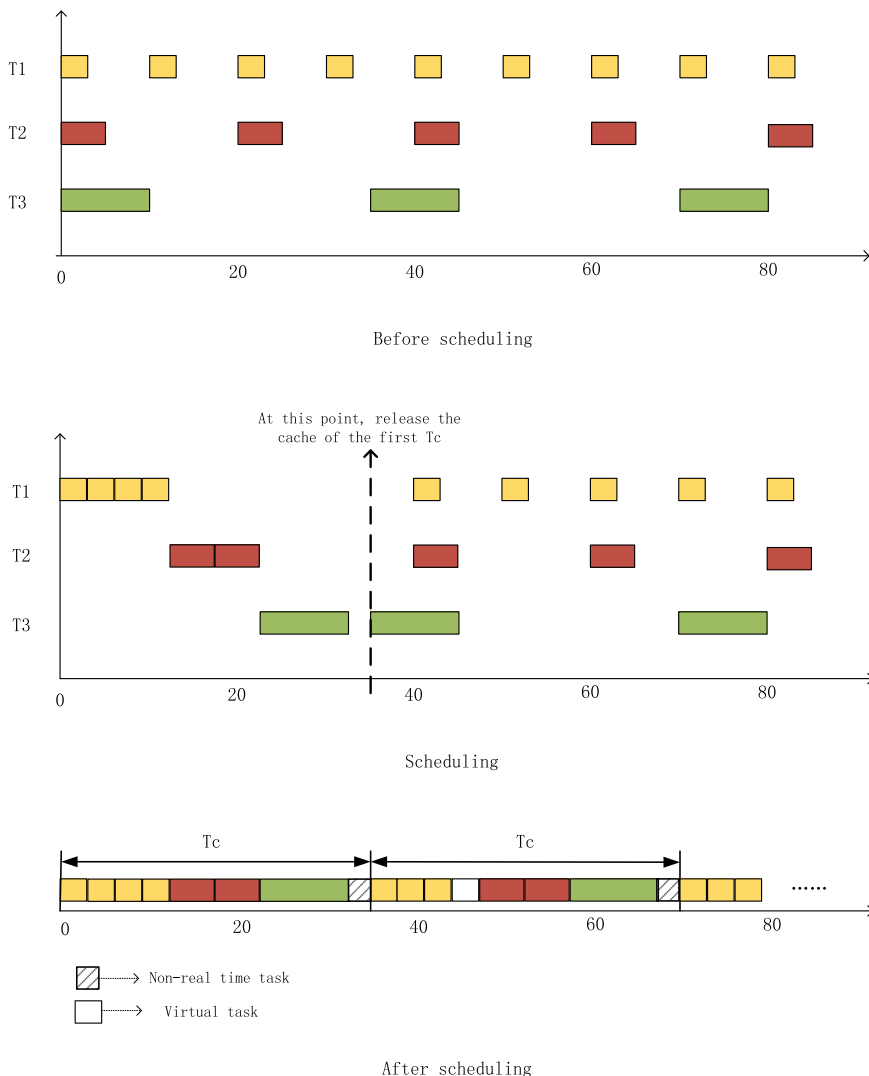 T1
T2
T3
0 20 40 60 80
Before scheduling
At this point, release the
cache of the first Tc
T1
T2
T3
0 20 40 60 80
Scheduling
Tc Tc
......
0 20 40 60 80
Non-real time task
Virtual task
After scheduling